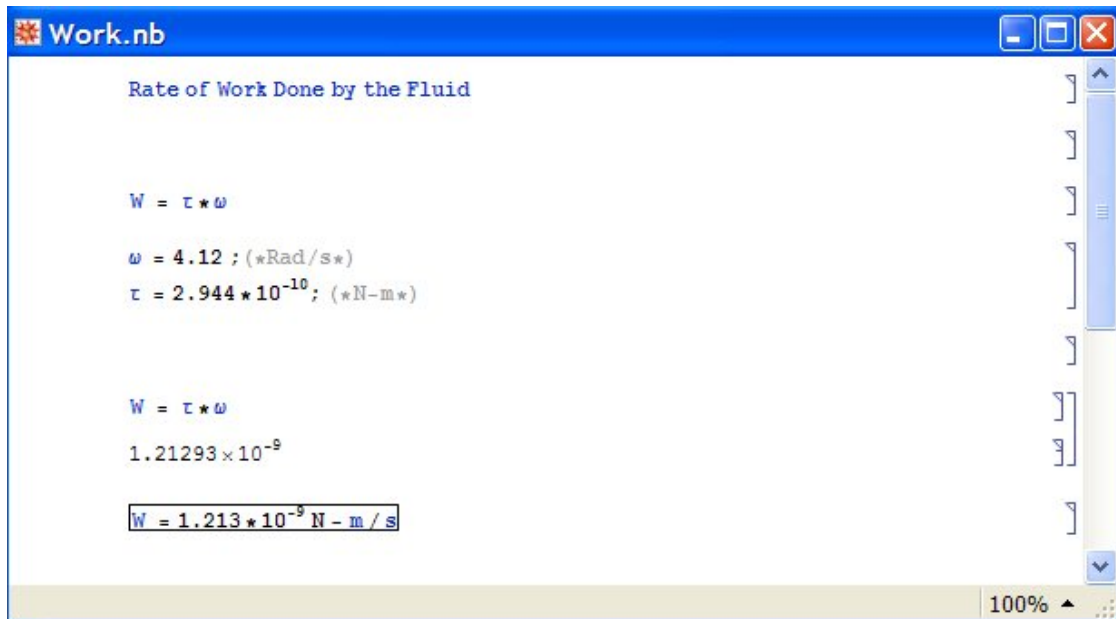 Work.nb
Rate of Work Done by the Fluid
W = τ*ω
ω = 4.12 ; (*Rad/s*)
τ = 2.944*10^-10; (*N-m*)
W = τ*ω
1.21293×10^-9
W = 1.213*10^-9 N - m / s
100%